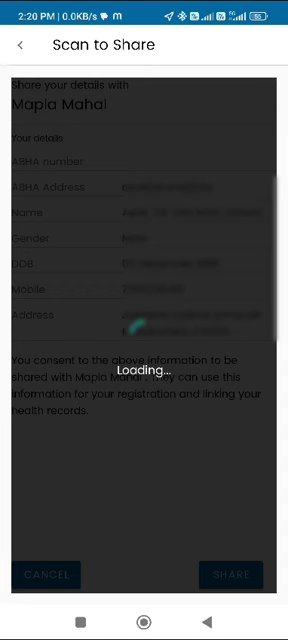 2:20 PM | 0.0KB/s
Scan to Share
Share your details with
Mapla Mahal
Your details
ABHA number
ABHA Address
Name
Gender
DOB
Mobile
Address
You consent to the above information to be
shared with Mapla Mahal . They can use this
information for your registration and linking your
health records.
Loading...
CANCEL
SHARE